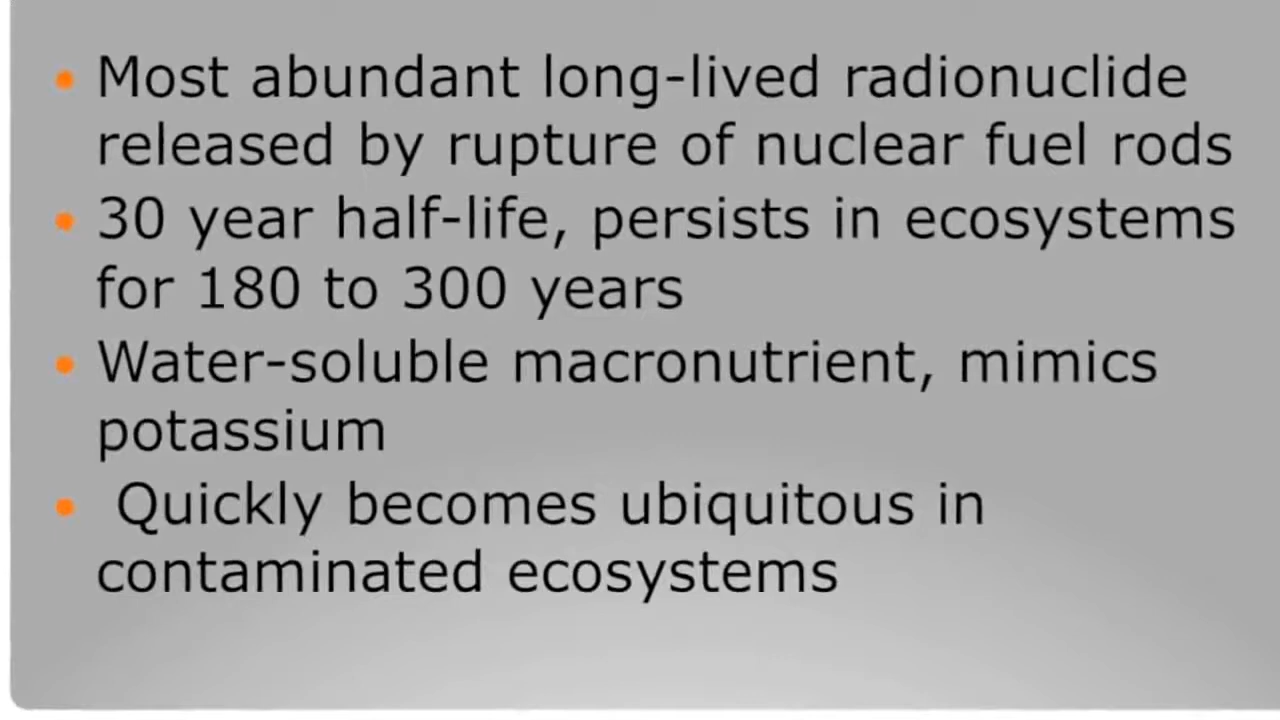 • Most abundant long-lived radionuclide
released by rupture of nuclear fuel rods
• 30 year half-life, persists in ecosystems
for 180 to 300 years
• Water-soluble macronutrient, mimics
potassium
• Quickly becomes ubiquitous in
contaminated ecosystems